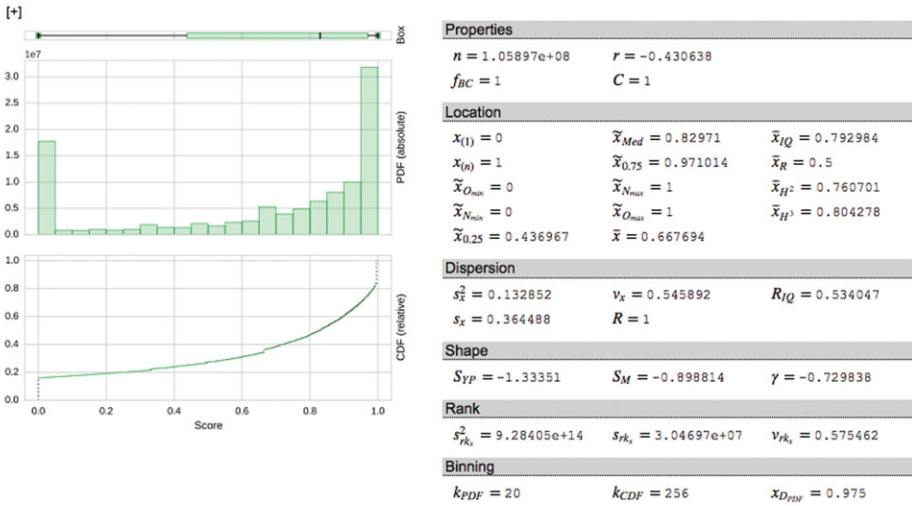 [+]
Box
1e7
3.0
2.5
2.0
1.5
1.0
0.5
0.0
PDF (absolute)
1.0
0.8
0.6
0.4
0.2
0.0
CDF (relative)
0.0 0.2 0.4 0.6 0.8 1.0
Score
Properties
n = 1.05897e+08 r = -0.430638
f_BC = 1 C = 1
Location
x_(1) = 0 x̃_Med = 0.82971 x̄_IQ = 0.792984
x_(n) = 1 x̃_0.75 = 0.971014 x̄_R = 0.5
x̃_O_min = 0 x̃_N_max = 1 x̄_H² = 0.760701
x̃_N_min = 0 x̃_O_max = 1 x̄_H³ = 0.804278
x̃_0.25 = 0.436967 x̄ = 0.667694
Dispersion
s²_x = 0.132852 v_x = 0.545892 R_IQ = 0.534047
s_x = 0.364488 R = 1
Shape
S_YP = -1.33351 S_M = -0.898814 γ = -0.729838
Rank
s²_rk_x = 9.28405e+14 s_rk_x = 3.04697e+07 v_rk_x = 0.575462
Binning
k_PDF = 20 k_CDF = 256 x_D_PDF = 0.975